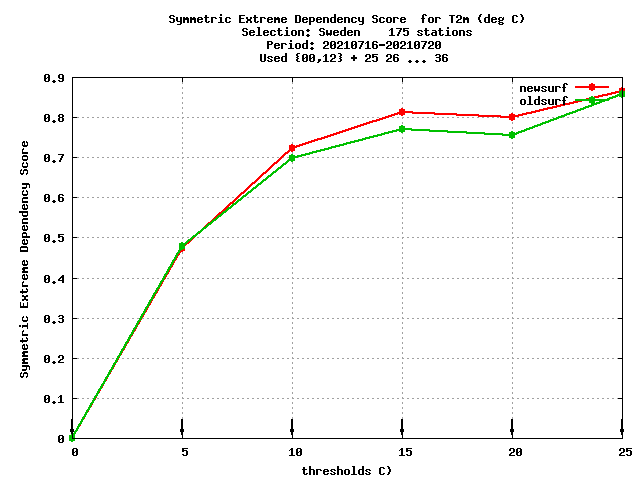 Symmetric Extreme Dependency Score  for T2m (deg C)
Selection: Sweden    175 stations
Period: 20210716-20210720
Used {00,12} + 25 26 ... 36
newsurf
oldsurf
Symmetric Extreme Dependency Score
0.9
0.8
0.7
0.6
0.5
0.4
0.3
0.2
0.1
0
0 5 10 15 20 25
thresholds C)